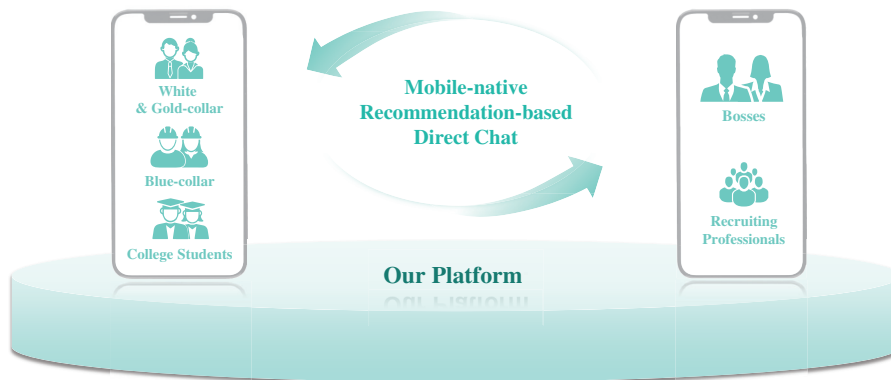 White
& Gold-collar
Blue-collar
College Students
Mobile-native
Recommendation-based
Direct Chat
Bosses
Recruiting
Professionals
Our Platform